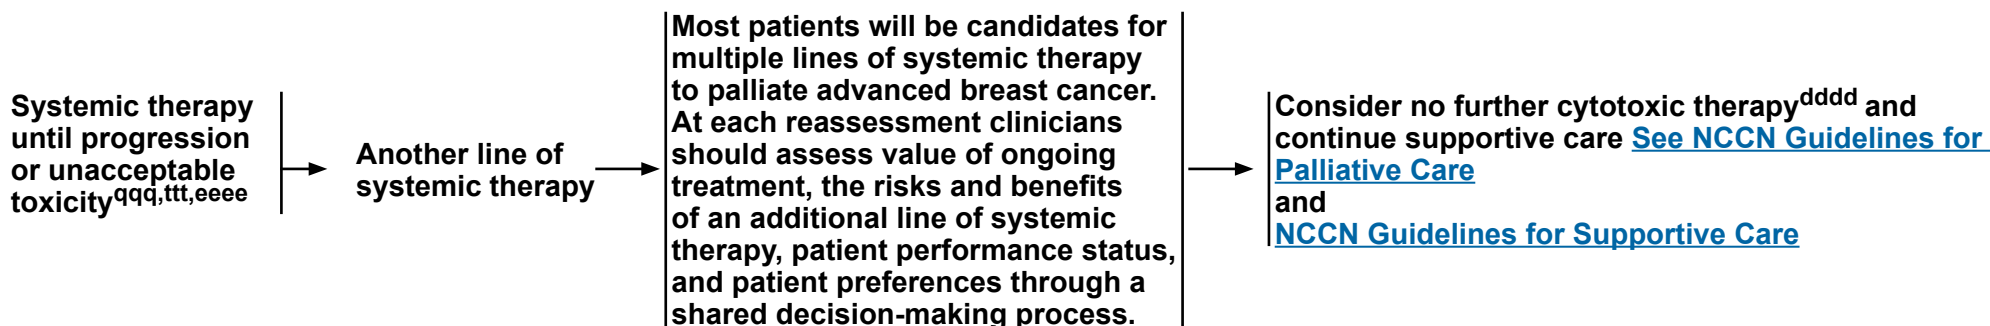 Systemic therapy
until progression
or unacceptable
toxicityqqq,ttt,eeee
Another line of
systemic therapy
Most patients will be candidates for
multiple lines of systemic therapy
to palliate advanced breast cancer.
At each reassessment clinicians
should assess value of ongoing
treatment, the risks and benefits
of an additional line of systemic
therapy, patient performance status,
and patient preferences through a
shared decision-making process.
Consider no further cytotoxic therapydddd and
continue supportive care See NCCN Guidelines for
Palliative Care
and
NCCN Guidelines for Supportive Care